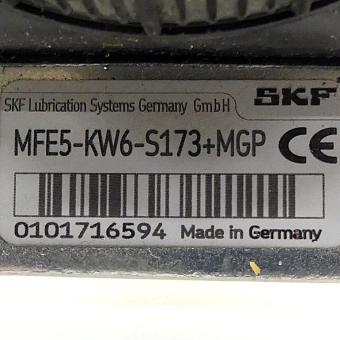 SKF Lubrication Systems Germany GmbH SKF
MFE5-KW6-S173+MGP CE
0101716594 Made in Germany